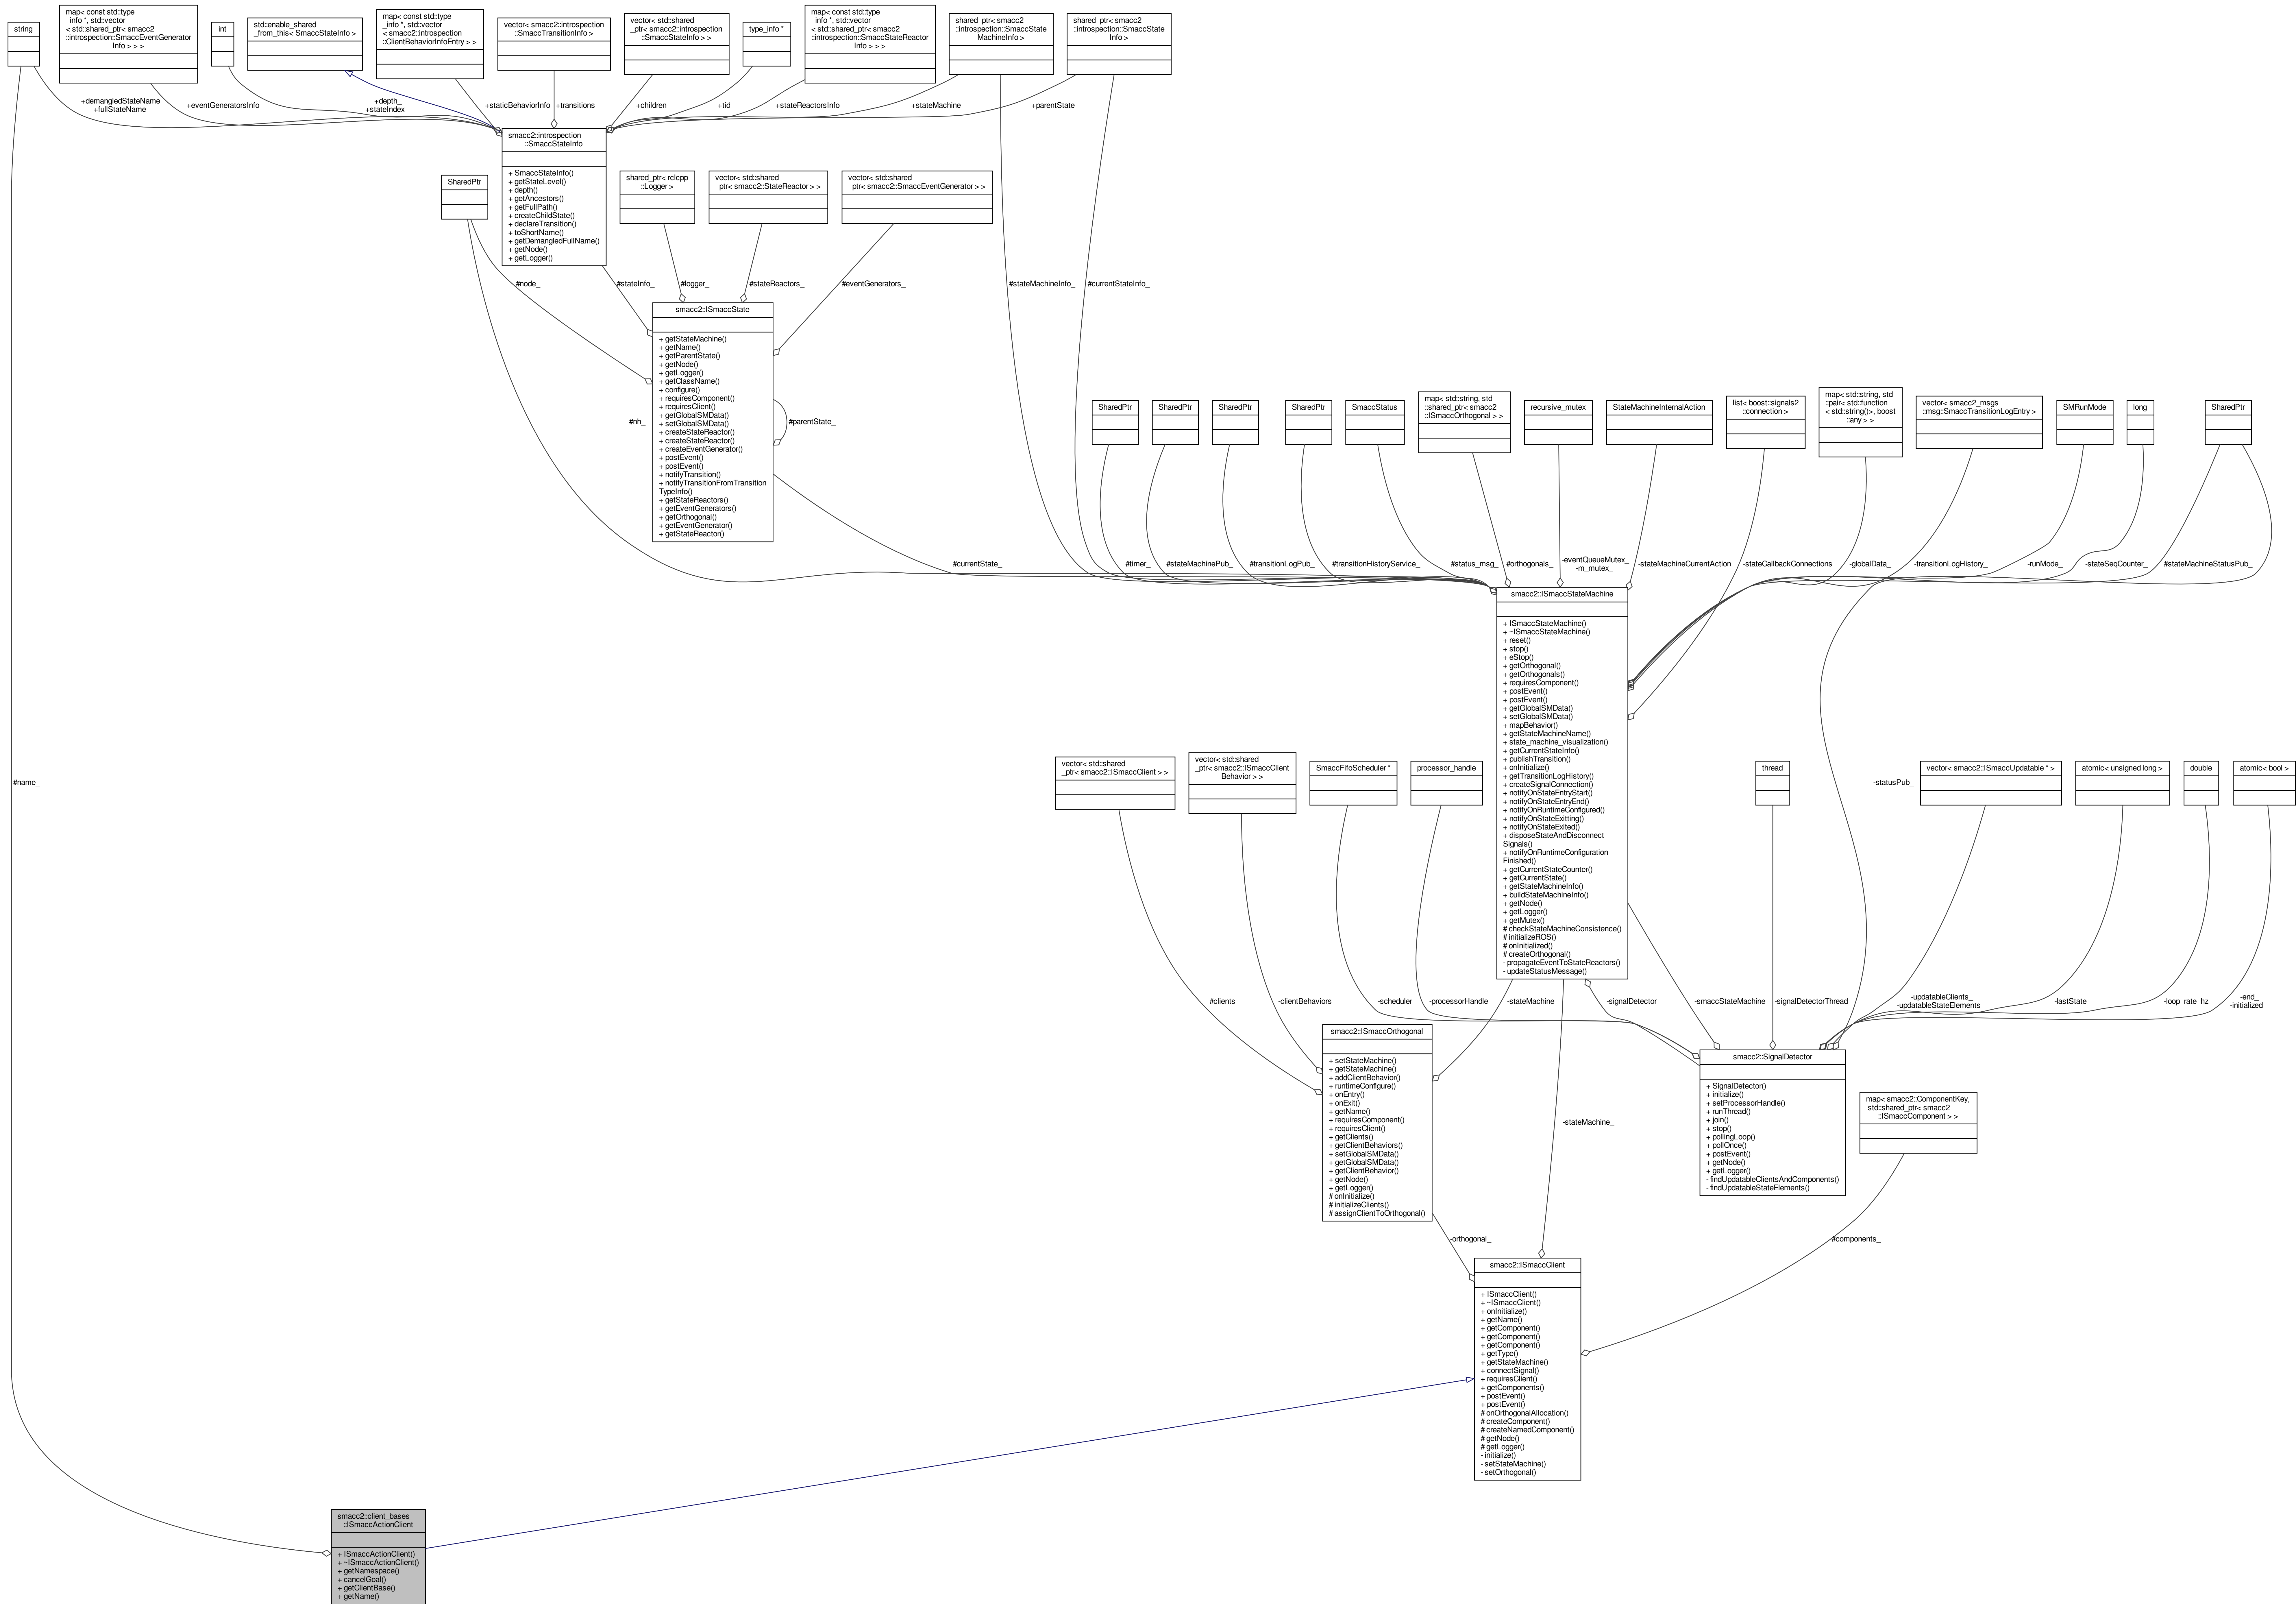 string
map< const std::type
_info *, std::vector
< std::shared_ptr< smacc2
::introspection::SmaccEventGenerator
Info > > >
int
std::enable_shared
_from_this< SmaccStateInfo >
map< const std::type
_info *, std::vector
< smacc2::introspection
::ClientBehaviorInfoEntry > >
vector< smacc2::introspection
::SmaccTransitionInfo >
vector< std::shared
_ptr< smacc2::introspection
::SmaccStateInfo > >
type_info *
map< const std::type
_info *, std::vector
< std::shared_ptr< smacc2
::introspection::SmaccStateReactor
Info > > >
shared_ptr< smacc2
::introspection::SmaccState
MachineInfo >
shared_ptr< smacc2
::introspection::SmaccState
Info >
+demangledStateName
+fullStateName
+eventGeneratorsInfo
+depth_
+stateIndex_
+staticBehaviorInfo
+transitions_
+children_
+tid_
+stateReactorsInfo
+stateMachine_
+parentState_
smacc2::introspection
::SmaccStateInfo
+ SmaccStateInfo()
+ getStateLevel()
+ depth()
+ getAncestors()
+ getFullPath()
+ createChildState()
+ declareTransition()
+ toShortName()
+ getDemangledFullName()
+ getNode()
+ getLogger()
SharedPtr
shared_ptr< rclcpp
::Logger >
vector< std::shared
_ptr< smacc2::StateReactor > >
vector< std::shared
_ptr< smacc2::SmaccEventGenerator > >
#node_
#stateInfo_
#logger_
#stateReactors_
#eventGenerators_
#stateMachineInfo_
#currentStateInfo_
smacc2::ISmaccState
+ getStateMachine()
+ getName()
+ getParentState()
+ getNode()
+ getLogger()
+ getClassName()
+ configure()
+ requiresComponent()
+ requiresClient()
+ getGlobalSMData()
+ setGlobalSMData()
+ createStateReactor()
+ createStateReactor()
+ createEventGenerator()
+ postEvent()
+ postEvent()
+ notifyTransition()
+ notifyTransitionFromTransition
TypeInfo()
+ getStateReactors()
+ getEventGenerators()
+ getOrthogonal()
+ getEventGenerator()
+ getStateReactor()
#parentState_
#nh_
SharedPtr
SharedPtr
SharedPtr
SharedPtr
SmaccStatus
map< std::string, std
::shared_ptr< smacc2
::ISmaccOrthogonal > >
recursive_mutex
StateMachineInternalAction
list< boost::signals2
::connection >
map< std::string, std
::pair< std::function
< std::string()>, boost
::any > >
vector< smacc2_msgs
::msg::SmaccTransitionLogEntry >
SMRunMode
long
SharedPtr
#currentState_
#timer_
#stateMachinePub_
#transitionLogPub_
#transitionHistoryService_
#status_msg_
#orthogonals_
-eventQueueMutex_
-m_mutex_
-stateMachineCurrentAction
-stateCallbackConnections
-globalData_
-transitionLogHistory_
-runMode_
-stateSeqCounter_
#stateMachineStatusPub_
smacc2::ISmaccStateMachine
+ ISmaccStateMachine()
+ ~ISmaccStateMachine()
+ reset()
+ stop()
+ eStop()
+ getOrthogonal()
+ getOrthogonals()
+ requiresComponent()
+ postEvent()
+ postEvent()
+ getGlobalSMData()
+ setGlobalSMData()
+ mapBehavior()
+ getStateMachineName()
+ state_machine_visualization()
+ getCurrentStateInfo()
+ publishTransition()
+ onInitialize()
+ getTransitionLogHistory()
+ createSignalConnection()
+ notifyOnStateEntryStart()
+ notifyOnStateEntryEnd()
+ notifyOnRuntimeConfigured()
+ notifyOnStateExitting()
+ notifyOnStateExited()
+ disposeStateAndDisconnect
Signals()
+ notifyOnRuntimeConfiguration
Finished()
+ getCurrentStateCounter()
+ getCurrentState()
+ getStateMachineInfo()
+ buildStateMachineInfo()
+ getNode()
+ getLogger()
+ getMutex()
# checkStateMachineConsistence()
# initializeROS()
# onInitialized()
# createOrthogonal()
- propagateEventToStateReactors()
- updateStatusMessage()
#name_
vector< std::shared
_ptr< smacc2::ISmaccClient > >
vector< std::shared
_ptr< smacc2::ISmaccClient
Behavior > >
SmaccFifoScheduler *
processor_handle
thread
-statusPub_
vector< smacc2::ISmaccUpdatable * >
atomic< unsigned long >
double
atomic< bool >
#clients_
-clientBehaviors_
-scheduler_
-processorHandle_
-stateMachine_
-signalDetector_
-smaccStateMachine_
-signalDetectorThread_
-updatableClients_
-updatableStateElements_
-lastState_
-loop_rate_hz
-end_
-initialized_
smacc2::ISmaccOrthogonal
+ setStateMachine()
+ getStateMachine()
+ addClientBehavior()
+ runtimeConfigure()
+ onEntry()
+ onExit()
+ getName()
+ requiresComponent()
+ requiresClient()
+ getClients()
+ getClientBehaviors()
+ setGlobalSMData()
+ getGlobalSMData()
+ getClientBehavior()
+ getNode()
+ getLogger()
# onInitialize()
# initializeClients()
# assignClientToOrthogonal()
-stateMachine_
smacc2::SignalDetector
+ SignalDetector()
+ initialize()
+ setProcessorHandle()
+ runThread()
+ join()
+ stop()
+ pollingLoop()
+ pollOnce()
+ postEvent()
+ getNode()
+ getLogger()
- findUpdatableClientsAndComponents()
- findUpdatableStateElements()
map< smacc2::ComponentKey,
std::shared_ptr< smacc2
::ISmaccComponent > >
-orthogonal_
#components_
smacc2::ISmaccClient
+ ISmaccClient()
+ ~ISmaccClient()
+ onInitialize()
+ getName()
+ getComponent()
+ getComponent()
+ getComponent()
+ getType()
+ getStateMachine()
+ connectSignal()
+ requiresClient()
+ getComponents()
+ postEvent()
+ postEvent()
# onOrthogonalAllocation()
# createComponent()
# createNamedComponent()
# getNode()
# getLogger()
- initialize()
- setStateMachine()
- setOrthogonal()
smacc2::client_bases
::ISmaccActionClient
+ ISmaccActionClient()
+ ~ISmaccActionClient()
+ getNamespace()
+ cancelGoal()
+ getClientBase()
+ getName()